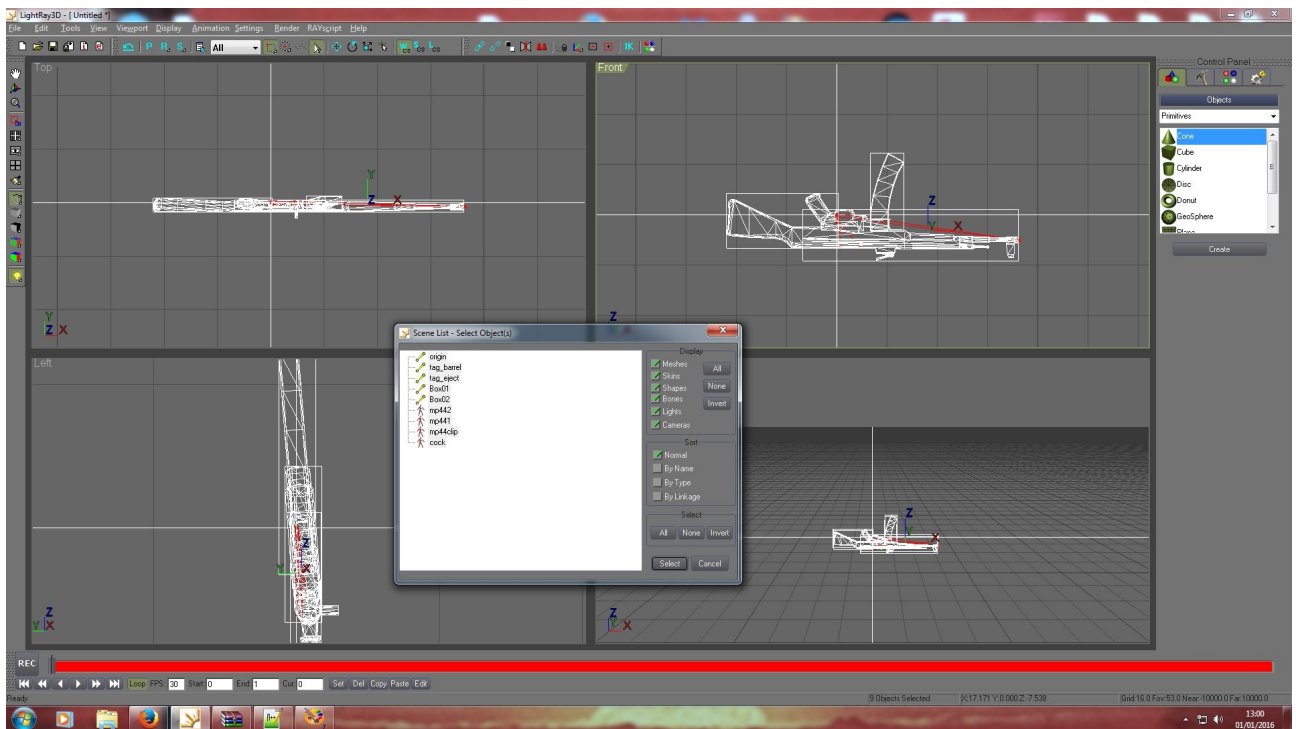 LightRay3D - [ Untitled *]
File Edit Tools View Viewport Display Animation Settings Render RAYscript Help
P R, S, E, All IK
Top
Front
Control Panel
Objects
Primitives
Cone
Cube
Cylinder
Disc
Donut
GeoSphere
Plane
Create
Y
Z X
Z
Y X
Y
Z X
Z
Scene List - Select Object(s)
origin
tag_barrel
tag_eject
Box01
Box02
mp442
mp441
mp44clip
cock
Display
Meshes
Skins
Shapes
Bones
Lights
Cameras
All
None
Invert
Sort
Normal
By Name
By Type
By Linkage
Select
All None Invert
Select Cancel
Left
Z
Y X
Z
Y X
Z
Y X
Z
Y X
REC
Loop FPS: 30 Start: 0 End: 1 Cur: 0 Set Del Copy Paste Edit
Ready
9 Objects Selected
X:17.171 Y:0.000 Z:-7.538
Grid:16.0 Fov:53.0 Near:-10000.0 Far:10000.0
13:00
01/01/2016